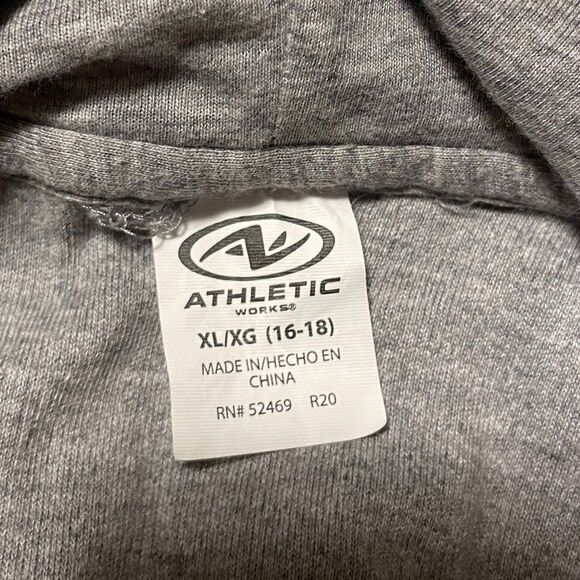 ATHLETIC
WORKS®
XL/XG (16-18)
MADE IN/HECHO EN
CHINA
RN# 52469 R20